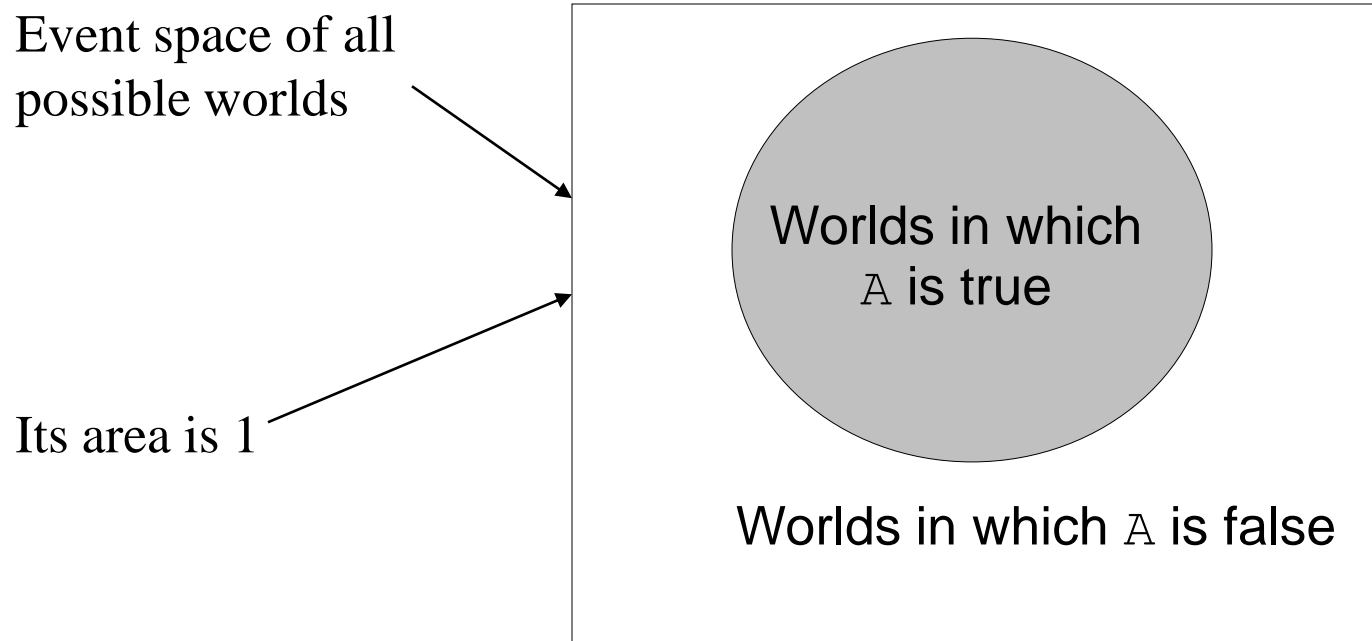 Event space of all
possible worlds
Its area is 1
Worlds in which
A is true
Worlds in which A is false